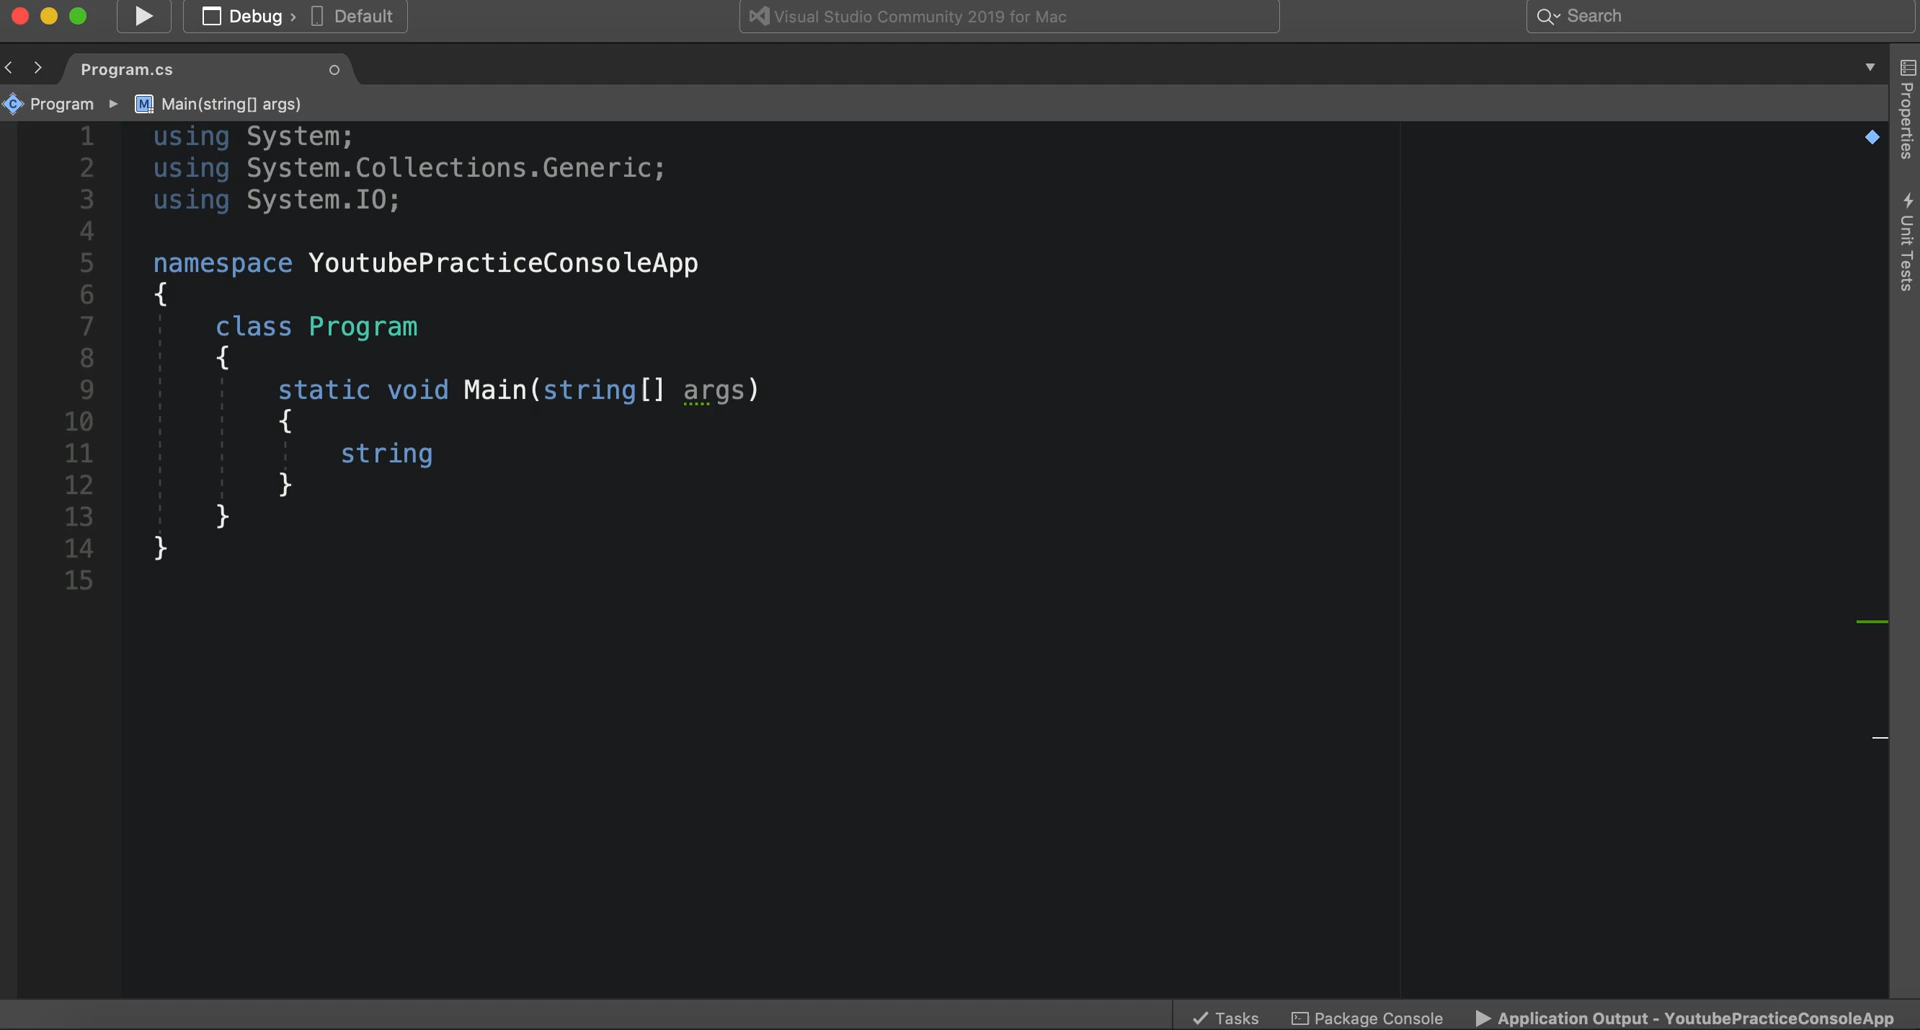 Debug › Default
Visual Studio Community 2019 for Mac
Search
Program.cs
Program ▸ M Main(string[] args)
Properties
Unit Tests
1 using System;
2 using System.Collections.Generic;
3 using System.IO;
4
5 namespace YoutubePracticeConsoleApp
6 {
7 class Program
8 {
9 static void Main(string[] args)
10 {
11 string
12 }
13 }
14 }
15
Tasks
Package Console
Application Output - YoutubePracticeConsoleApp